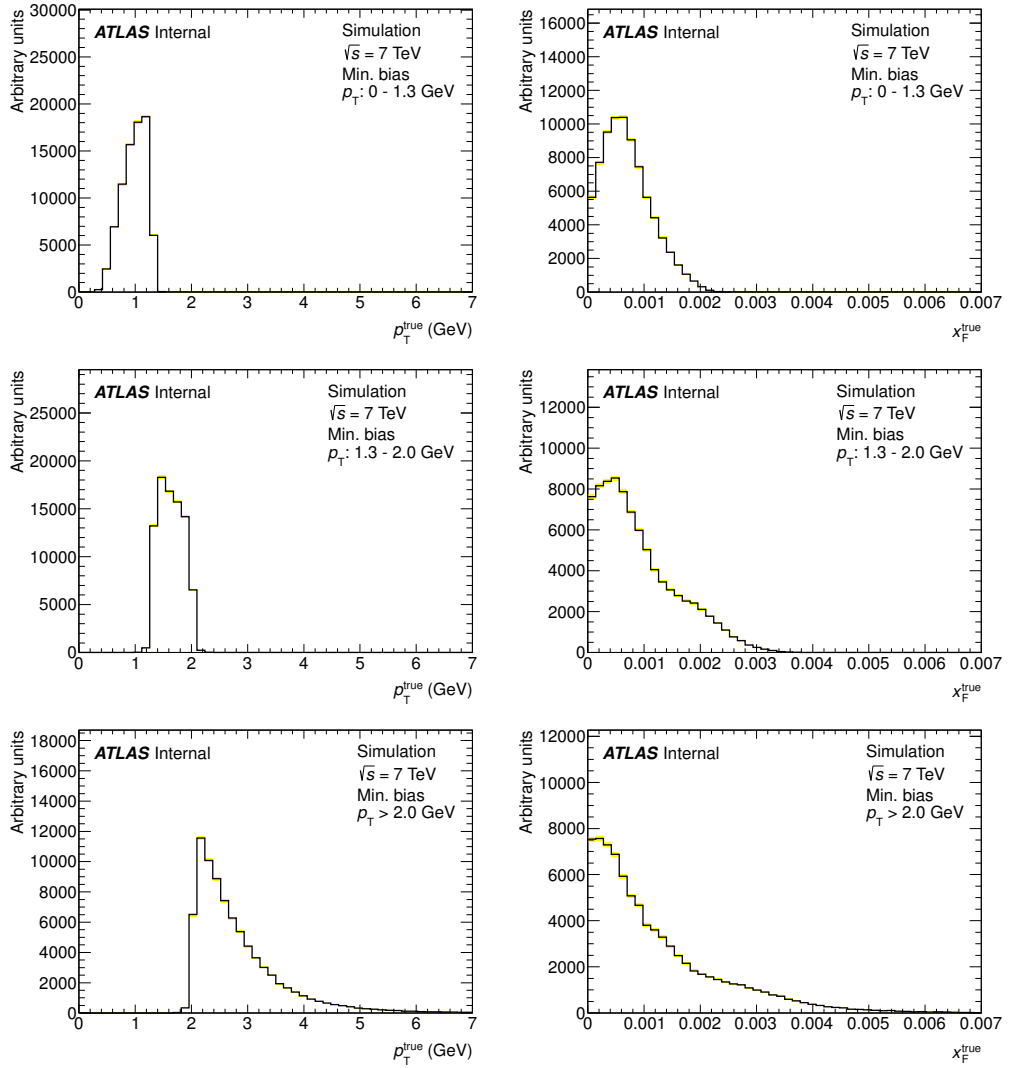 Arbitrary units
30000
25000
20000
15000
10000
5000
0
ATLAS Internal
Simulation
√s = 7 TeV
Min. bias
p_T: 0 - 1.3 GeV
0 1 2 3 4 5 6 7
p_T^true (GeV)
Arbitrary units
16000
14000
12000
10000
8000
6000
4000
2000
0
ATLAS Internal
Simulation
√s = 7 TeV
Min. bias
p_T: 0 - 1.3 GeV
0 0.001 0.002 0.003 0.004 0.005 0.006 0.007
x_F^true
Arbitrary units
25000
20000
15000
10000
5000
0
ATLAS Internal
Simulation
√s = 7 TeV
Min. bias
p_T: 1.3 - 2.0 GeV
0 1 2 3 4 5 6 7
p_T^true (GeV)
Arbitrary units
12000
10000
8000
6000
4000
2000
0
ATLAS Internal
Simulation
√s = 7 TeV
Min. bias
p_T: 1.3 - 2.0 GeV
0 0.001 0.002 0.003 0.004 0.005 0.006 0.007
x_F^true
Arbitrary units
18000
16000
14000
12000
10000
8000
6000
4000
2000
0
ATLAS Internal
Simulation
√s = 7 TeV
Min. bias
p_T > 2.0 GeV
0 1 2 3 4 5 6 7
p_T^true (GeV)
Arbitrary units
12000
10000
8000
6000
4000
2000
0
ATLAS Internal
Simulation
√s = 7 TeV
Min. bias
p_T > 2.0 GeV
0 0.001 0.002 0.003 0.004 0.005 0.006 0.007
x_F^true